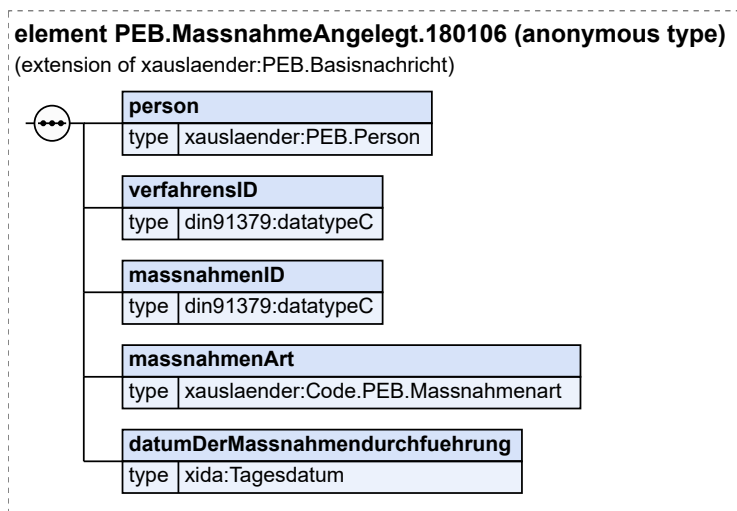 element PEB.MassnahmeAngelegt.180106 (anonymous type)
(extension of xauslaender:PEB.Basisnachricht)
person
type xauslaender:PEB.Person
verfahrensID
type din91379:datatypeC
massnahmenID
type din91379:datatypeC
massnahmenArt
type xauslaender:Code.PEB.Massnahmenart
datumDerMassnahmendurchfuehrung
type xida:Tagesdatum